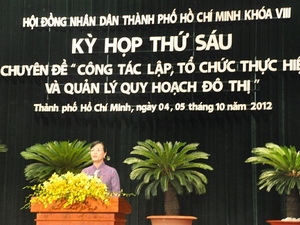 HỘI ĐỒNG NHÂN DÂN THÀNH PHỐ HỒ CHÍ MINH KHÓA VIII
KỲ HỌP THỨ SÁU
CHUYÊN ĐỀ "CÔNG TÁC LẬP, TỔ CHỨC THỰC HIỆ
VÀ QUẢN LÝ QUY HOẠCH ĐÔ THỊ"
Thành phố Hồ Chí Minh, ngày 04, 05 tháng 10 năm 2012